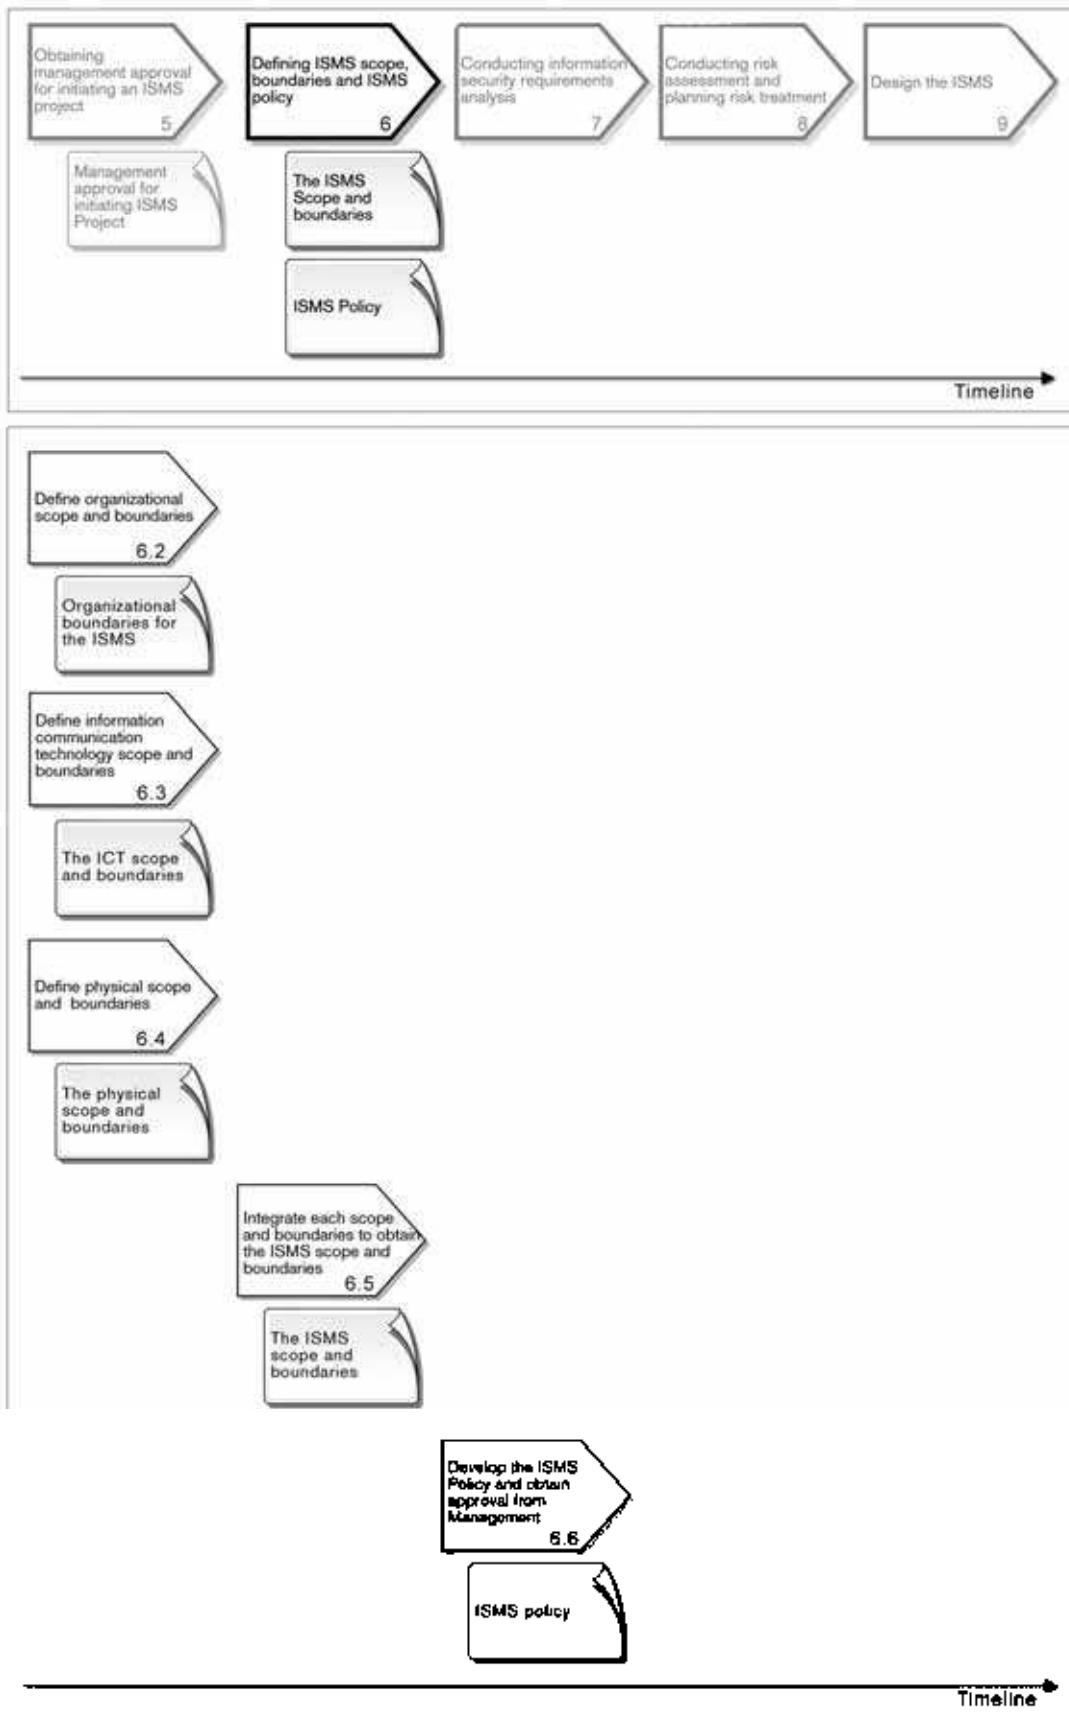 Obtaining
management approval
for initiating an ISMS
project
5
Defining ISMS scope,
boundaries and ISMS
policy
6
Conducting information
security requirements
analysis
7
Conducting risk
assessment and
planning risk treatment
8
Design the ISMS
9
Management
approval for
initiating ISMS
Project
The ISMS
Scope and
boundaries
ISMS Policy
Timeline
Define organizational
scope and boundaries
6.2
Organizational
boundaries for
the ISMS
Define information
communication
technology scope and
boundaries
6.3
The ICT scope
and boundaries
Define physical scope
and boundaries
6.4
The physical
scope and
boundaries
Integrate each scope
and boundaries to obtain
the ISMS scope and
boundaries
6.5
The ISMS
scope and
boundaries
Develop the ISMS
Policy and obtain
approval from
Management
6.6
ISMS policy
Timeline